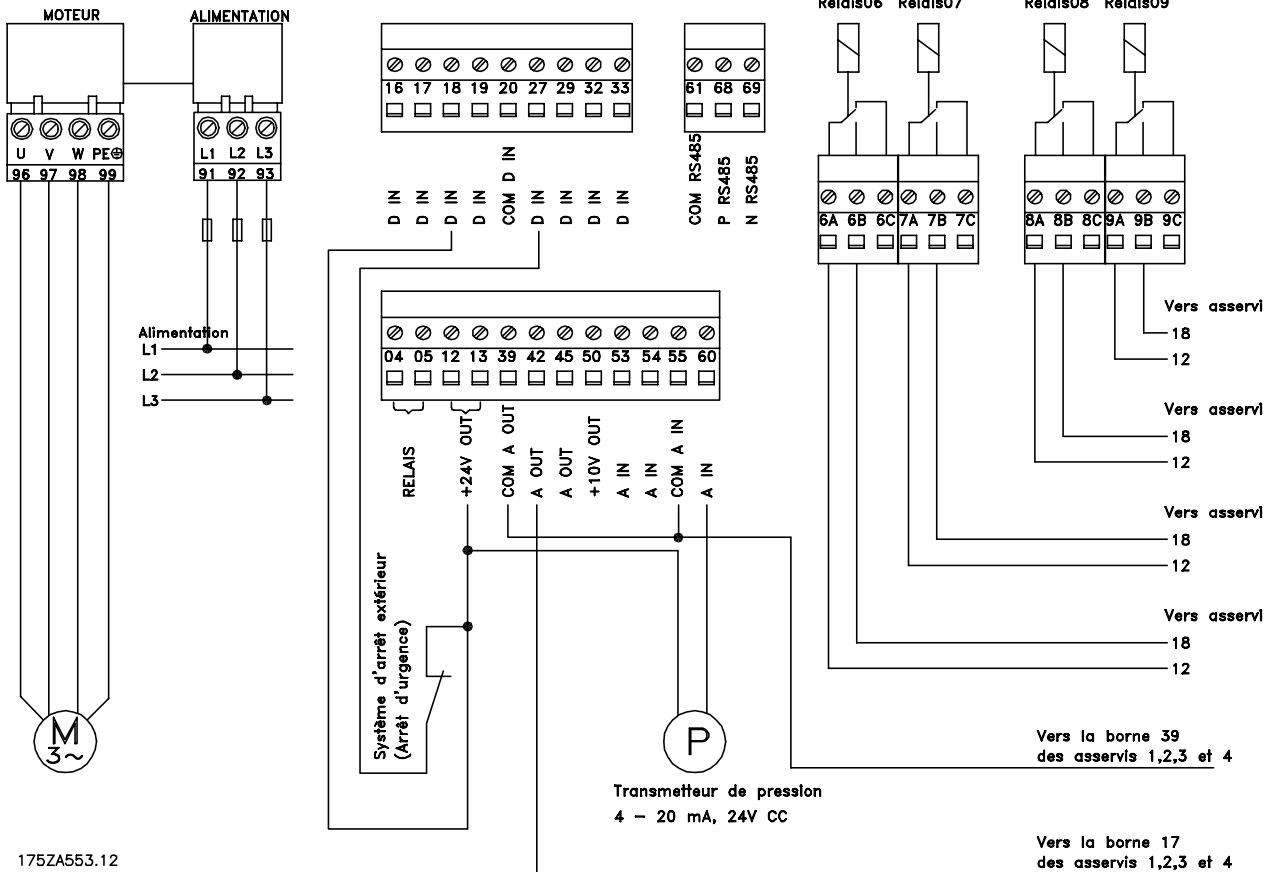 MOTEUR
ALIMENTATION
Relais06 Relais07 Relais08 Relais09
16 17 18 19 20 27 29 32 33
61 68 69
U V W PE
96 97 98 99
L1 L2 L3
91 92 93
D IN
D IN
D IN
D IN
COM D IN
D IN
D IN
D IN
D IN
COM RS485
P RS485
N RS485
6A 6B 6C 7A 7B 7C
8A 8B 8C 9A 9B 9C
Alimentation
L1
L2
L3
04 05 12 13 39 42 45 50 53 54 55 60
RELAIS
+24V OUT
COM A OUT
A OUT
A OUT
+10V OUT
A IN
A IN
COM A IN
A IN
Vers asservi
18
12
Vers asservi
18
12
Vers asservi
18
12
Vers asservi
18
12
Système d'arrêt extérieur
(Arrêt d'urgence)
M
3~
P
Transmetteur de pression
4 – 20 mA, 24V CC
Vers la borne 39
des asservis 1,2,3 et 4
Vers la borne 17
des asservis 1,2,3 et 4
175ZA553.12